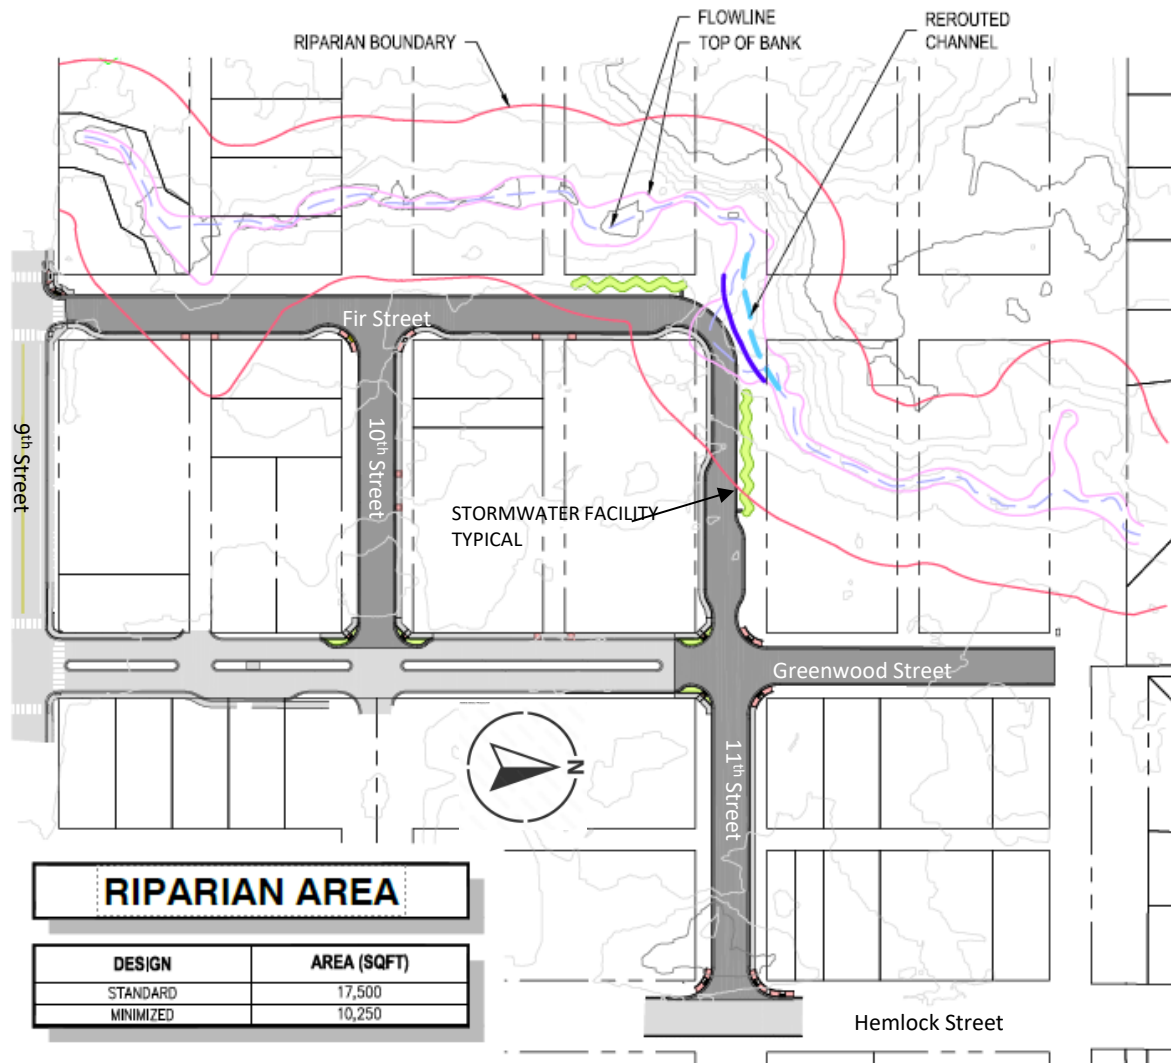 FLOWLINE
REROUTED
RIPARIAN BOUNDARY
TOP OF BANK
CHANNEL
Fir Street
9th Street
10th Street
STORMWATER FACILITY
TYPICAL
Greenwood Street
11th Street
N
RIPARIAN AREA
DESIGN AREA (SQFT)
STANDARD 17,500
MINIMIZED 10,250
Hemlock Street